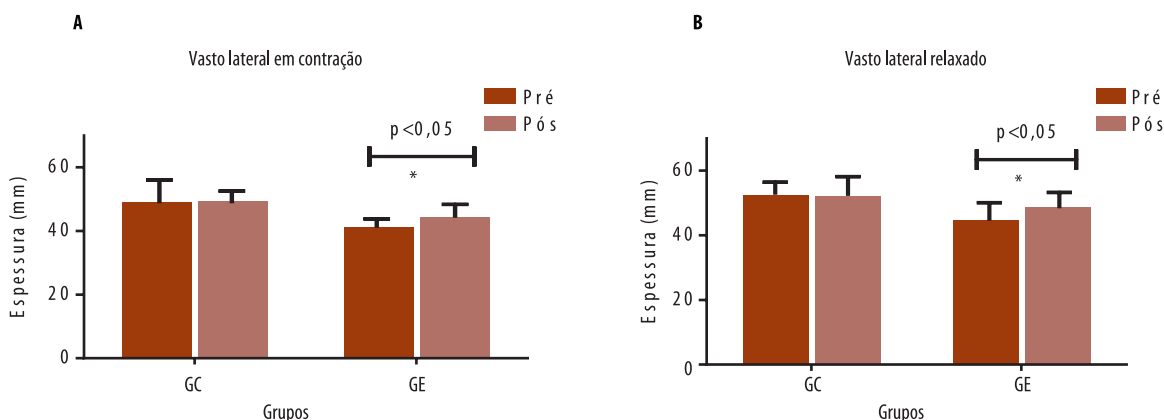 A
Vasto lateral em contração
Pré
Pós
p<0,05
*
60
40
20
0
Espessura (mm)
GC
GE
Grupos
B
Vasto lateral relaxado
Pré
Pós
p<0,05
*
60
40
20
0
Espessura (mm)
GC
GE
Grupos